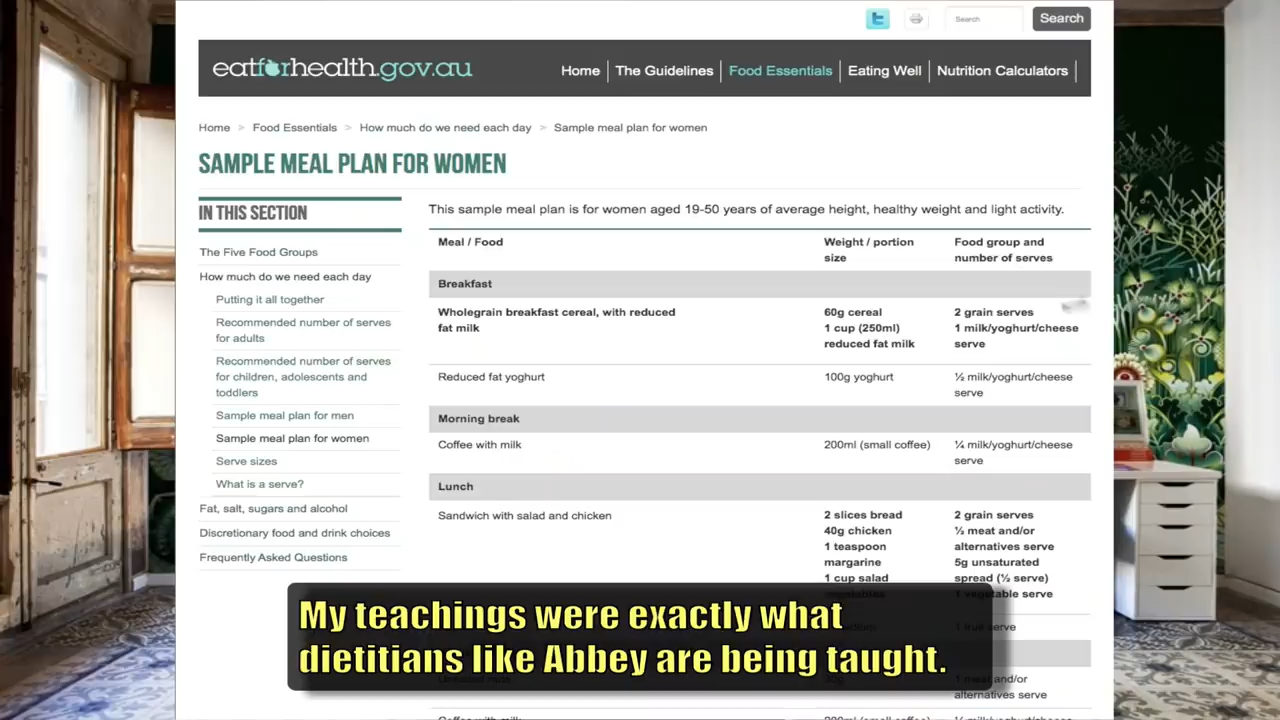 Search
Search
eatforhealth.gov.au
Home
The Guidelines
Food Essentials
Eating Well
Nutrition Calculators
Home > Food Essentials > How much do we need each day > Sample meal plan for women
SAMPLE MEAL PLAN FOR WOMEN
IN THIS SECTION
The Five Food Groups
How much do we need each day
Putting it all together
Recommended number of serves
for adults
Recommended number of serves
for children, adolescents and
toddlers
Sample meal plan for men
Sample meal plan for women
Serve sizes
What is a serve?
Fat, salt, sugars and alcohol
Discretionary food and drink choices
Frequently Asked Questions
This sample meal plan is for women aged 19-50 years of average height, healthy weight and light activity.
Meal / Food
Weight / portion
size
Food group and
number of serves
Breakfast
Wholegrain breakfast cereal, with reduced
fat milk
60g cereal
1 cup (250ml)
reduced fat milk
2 grain serves
1 milk/yoghurt/cheese
serve
Reduced fat yoghurt
100g yoghurt
½ milk/yoghurt/cheese
serve
Morning break
Coffee with milk
200ml (small coffee)
¼ milk/yoghurt/cheese
serve
Lunch
Sandwich with salad and chicken
2 slices bread
40g chicken
1 teaspoon
margarine
1 cup salad
vegetables
2 grain serves
½ meat and/or
alternatives serve
5g unsaturated
spread (½ serve)
1 vegetable serve
1 meat and/or
alternatives serve
My teachings were exactly what
dietitians like Abbey are being taught.